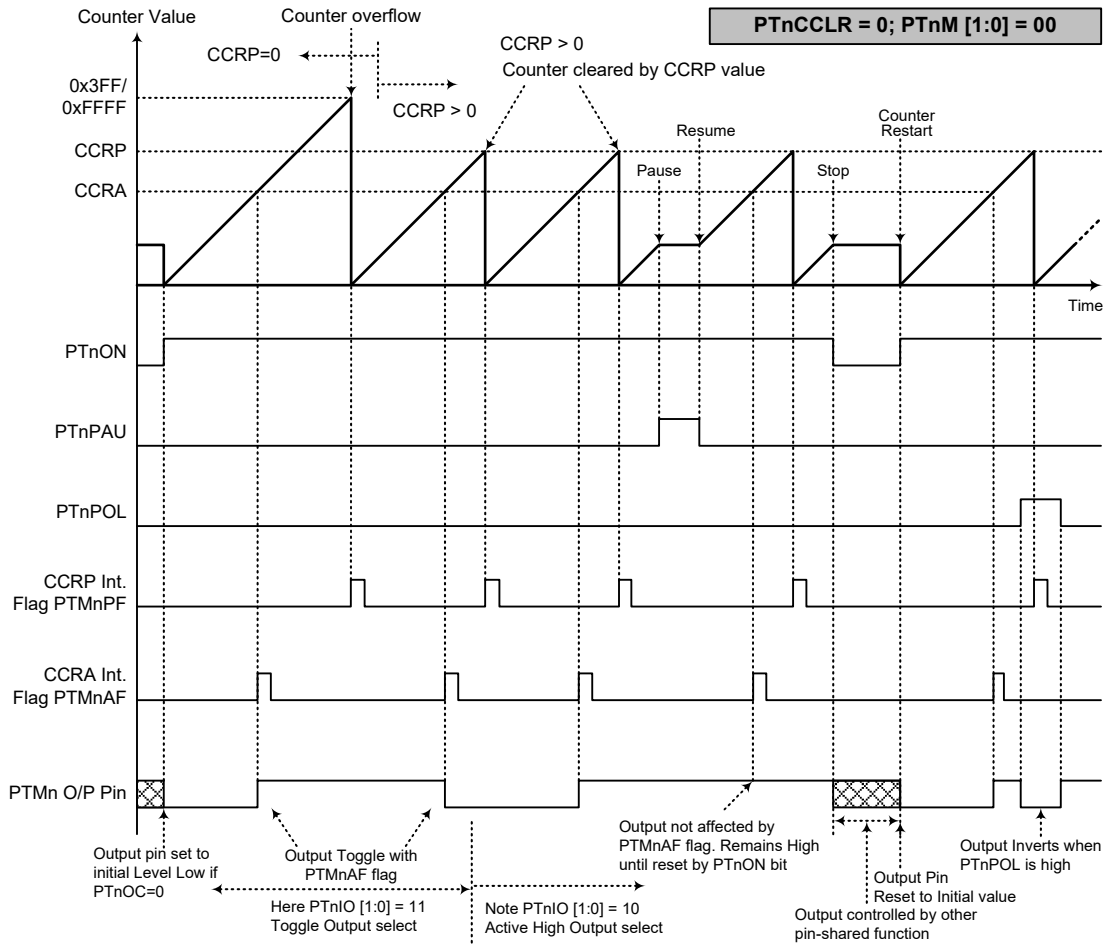 Counter Value
Counter overflow
PTnCCLR = 0; PTnM [1:0] = 00
CCRP=0
CCRP > 0
CCRP > 0
Counter cleared by CCRP value
0x3FF/
0xFFFF
CCRP
CCRA
Pause
Resume
Stop
Counter
Restart
Time
PTnON
PTnPAU
PTnPOL
CCRP Int.
Flag PTMnPF
CCRA Int.
Flag PTMnAF
PTMn O/P Pin
Output pin set to
initial Level Low if
PTnOC=0
Output Toggle with
PTMnAF flag
Here PTnIO [1:0] = 11
Toggle Output select
Note PTnIO [1:0] = 10
Active High Output select
Output not affected by
PTMnAF flag. Remains High
until reset by PTnON bit
Output Pin
Reset to Initial value
Output controlled by other
pin-shared function
Output Inverts when
PTnPOL is high